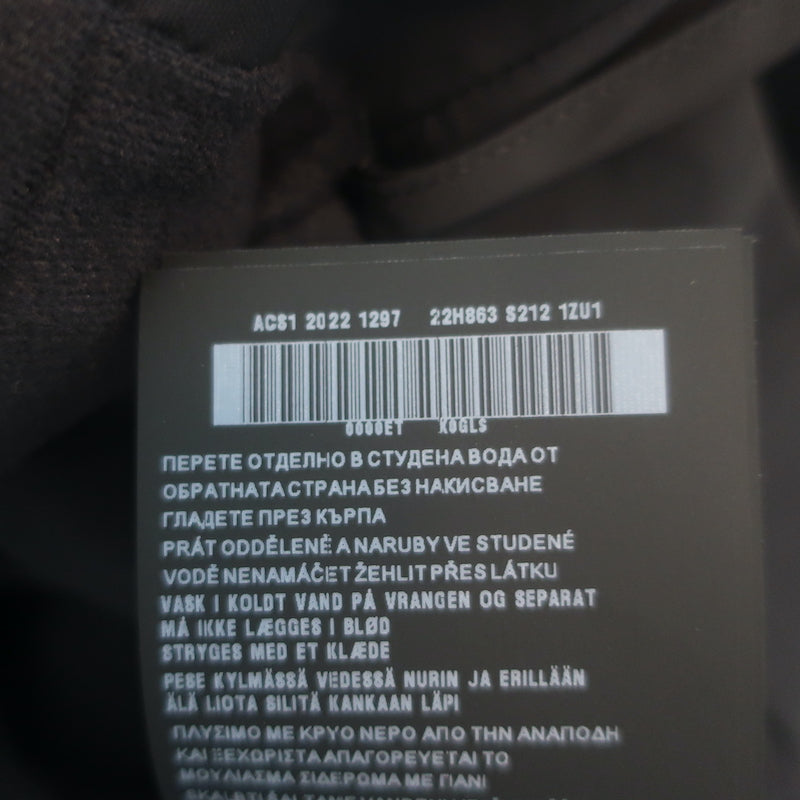 ACS1 2022 1297 22H863 S212 1ZU1
0000ET X0GLS
ПЕРЕТЕ ОТДЕЛНО В СТУДЕНА ВОДА ОТ
ОБРАТНАТА СТРАНА БЕЗ НАКИСВАНЕ
ГЛАДЕТЕ ПРЕЗ КЪРПА
PRÁT ODDĚLENĚ A NARUBY VE STUDENÉ
VODĚ NENAMÁČET ŽEHLIT PŘES LÁTKU
VASK I KOLDT VAND PÅ VRANGEN OG SEPARAT
MÅ IKKE LÆGGES I BLØD
STRYGES MED ET KLÆDE
PESE KYLMÄSSÄ VEDESSÄ NURIN JA ERILLÄÄN
ÄLÄ LIOTA SILITÄ KANKAAN LÄPI
ΠΛΥΣΙΜΟ ΜΕ ΚΡΥΟ ΝΕΡΟ ΑΠΟ ΤΗΝ ΑΝΑΠΟΔΗ
ΚΑΙ ΞΕΧΩΡΙΣΤΑ ΑΠΑΓΟΡΕΥΕΤΑΙ ΤΟ
ΜΟΥΛΙΑΣΜΑ ΣΙΔΕΡΩΜΑ ΜΕ ΠΑΝΙ